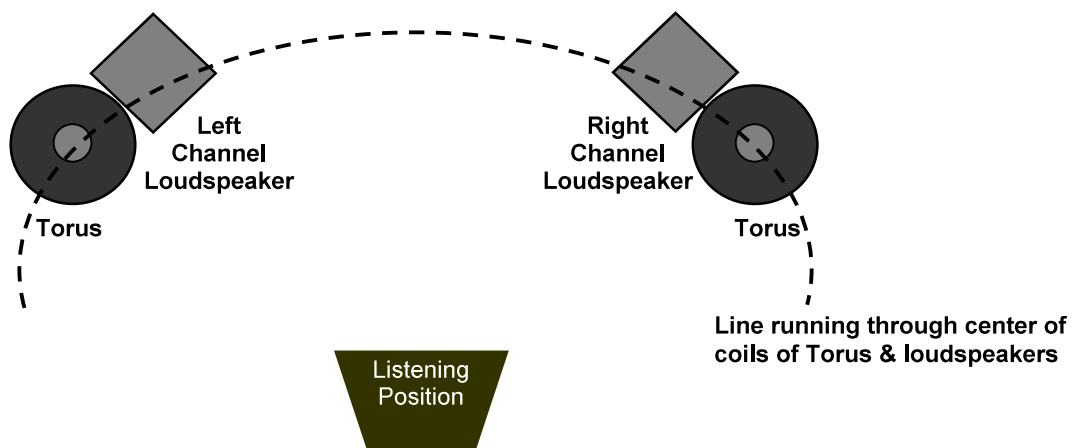 Left
Channel
Loudspeaker
Right
Channel
Loudspeaker
Torus
Torus
Line running through center of
coils of Torus & loudspeakers
Listening
Position